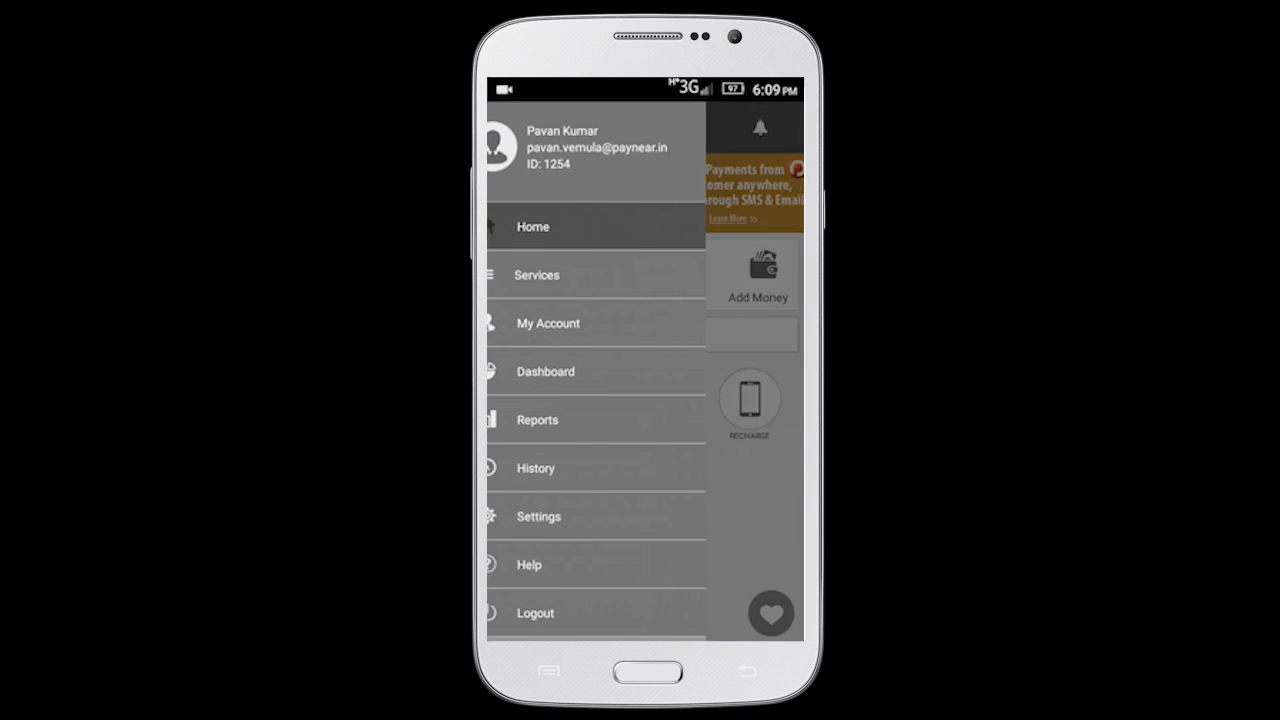 H+ 3G 97 6:09 PM
Pavan Kumar
pavan.vemula@paynear.in
ID: 1254
Payments from
omer anywhere,
rough SMS & Email
Learn More >>
Home
Services
My Account
Dashboard
Reports
History
Settings
Help
Logout
Add Money
RECHARGE